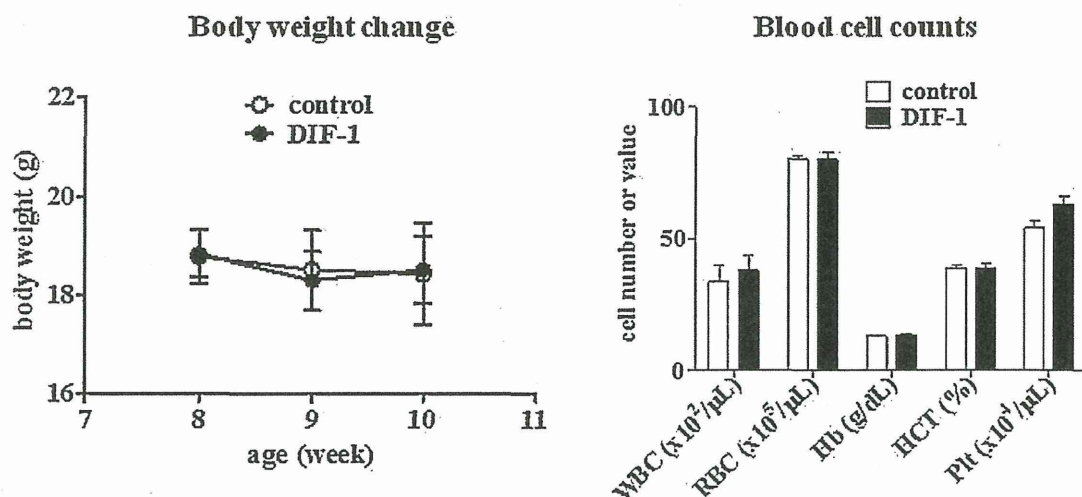 Body weight change
22
20
18
16
body weight (g)
control
DIF-1
7 8 9 10 11
age (week)
Blood cell counts
100
50
0
cell number or value
control
DIF-1
WBC (x10²/µL)
RBC (x10⁵/µL)
Hb (g/dL)
HCT (%)
Plt (x10⁴/µL)